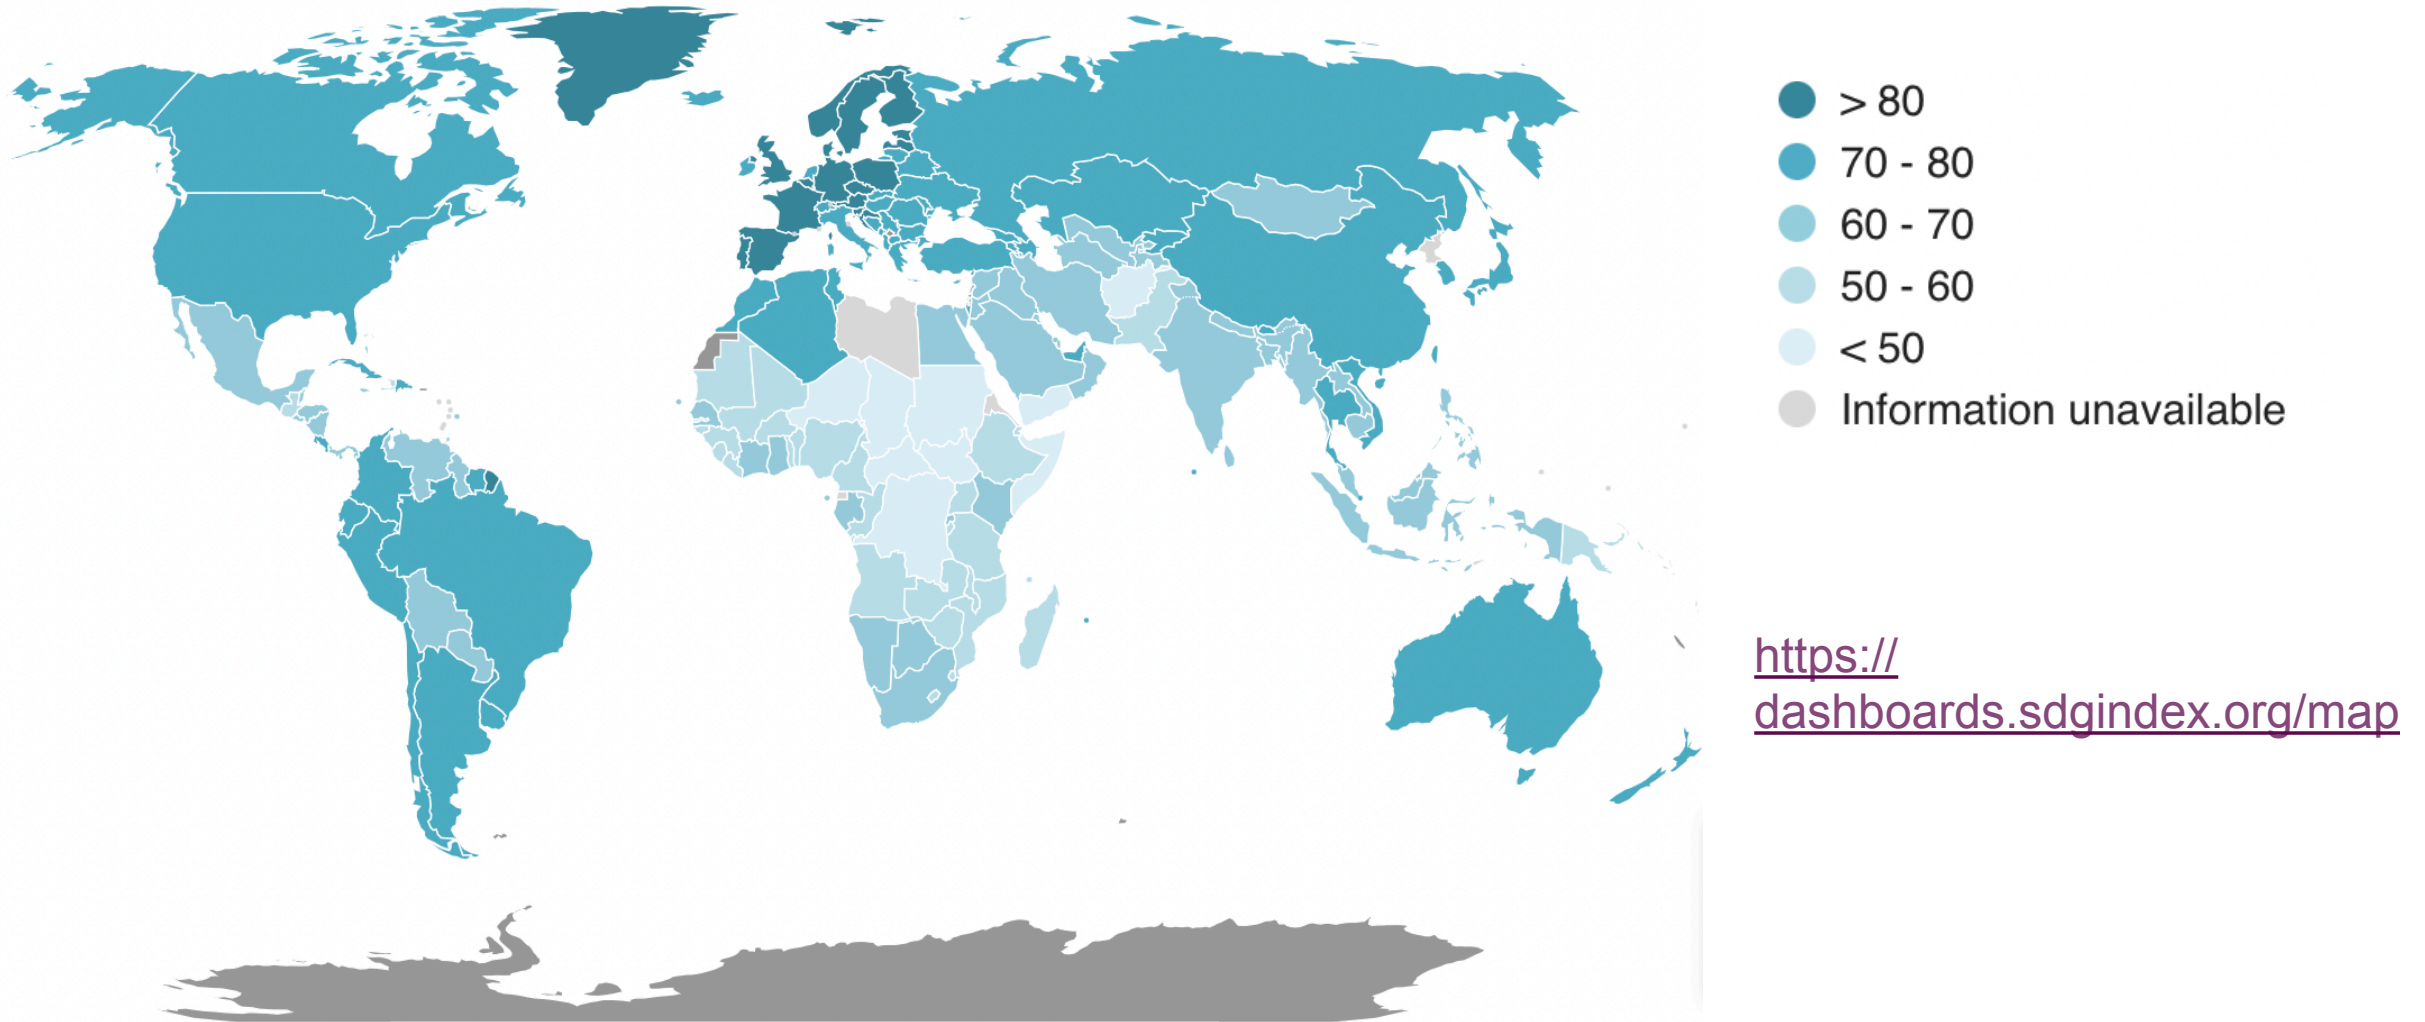 > 80
70 - 80
60 - 70
50 - 60
< 50
Information unavailable
https://
dashboards.sdgindex.org/map